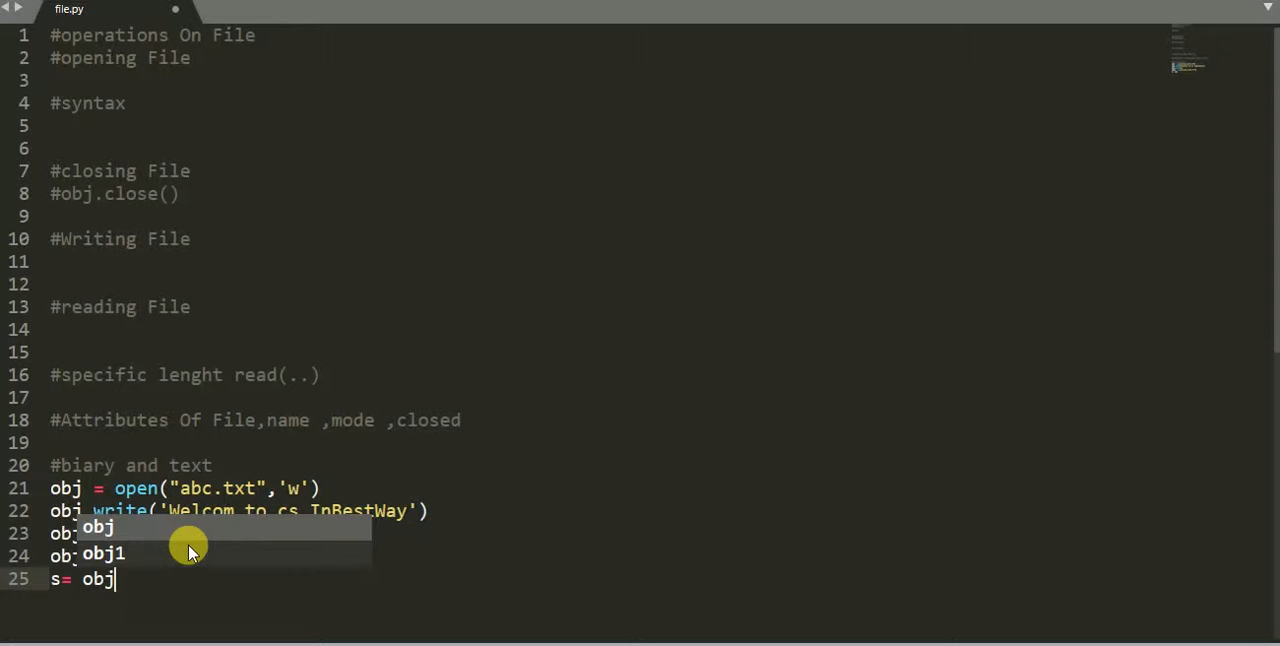 file.py
1 #operations On File
2 #opening File
3
4 #syntax
5
6
7 #closing File
8 #obj.close()
9
10 #Writing File
11
12
13 #reading File
14
15
16 #specific lenght read(..)
17
18 #Attributes Of File,name ,mode ,closed
19
20 #biary and text
21 obj = open("abc.txt",'w')
22 obj.write('Welcom to cs InBestWay')
obj
23 obj
obj1
24 obj
25 s= obj